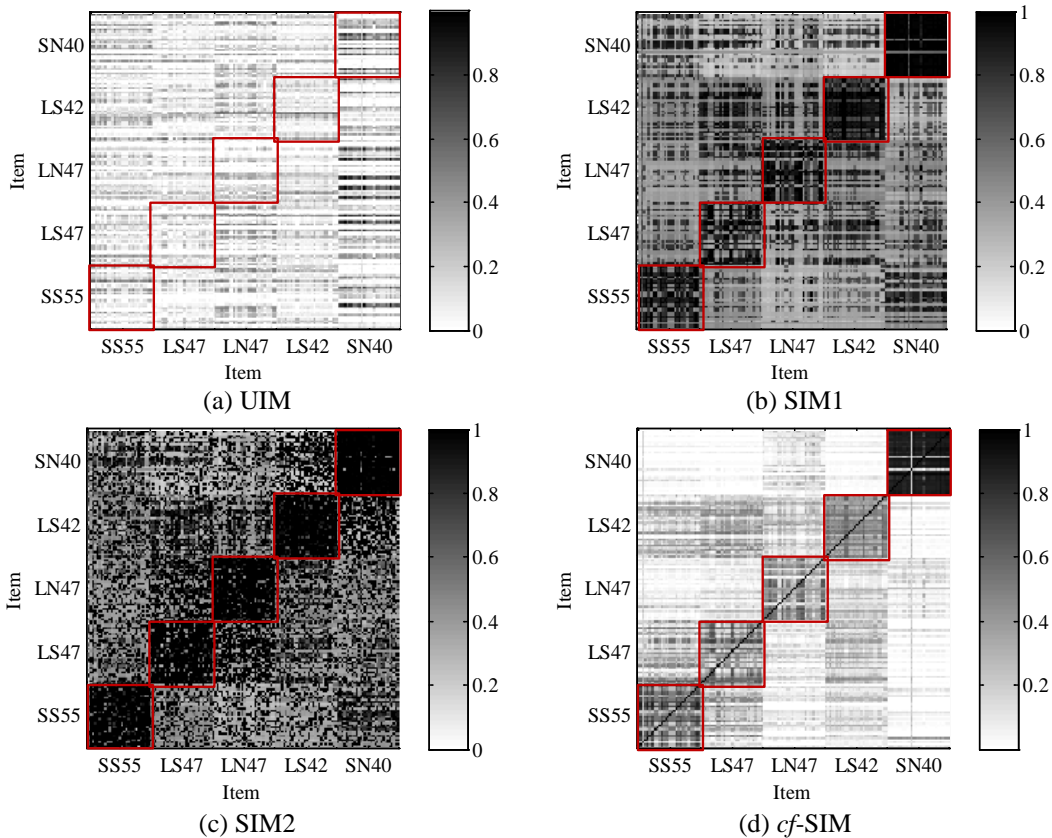 SN40
LS42
LN47
LS47
SS55
Item
SS55 LS47 LN47 LS42 SN40
Item
0.8
0.6
0.4
0.2
0
(a) UIM
SN40
LS42
LN47
LS47
SS55
Item
SS55 LS47 LN47 LS42 SN40
Item
1
0.8
0.6
0.4
0.2
0
(b) SIM1
SN40
LS42
LN47
LS47
SS55
Item
SS55 LS47 LN47 LS42 SN40
Item
1
0.8
0.6
0.4
0.2
0
(c) SIM2
SN40
LS42
LN47
LS47
SS55
Item
SS55 LS47 LN47 LS42 SN40
Item
1
0.8
0.6
0.4
0.2
(d) cf-SIM